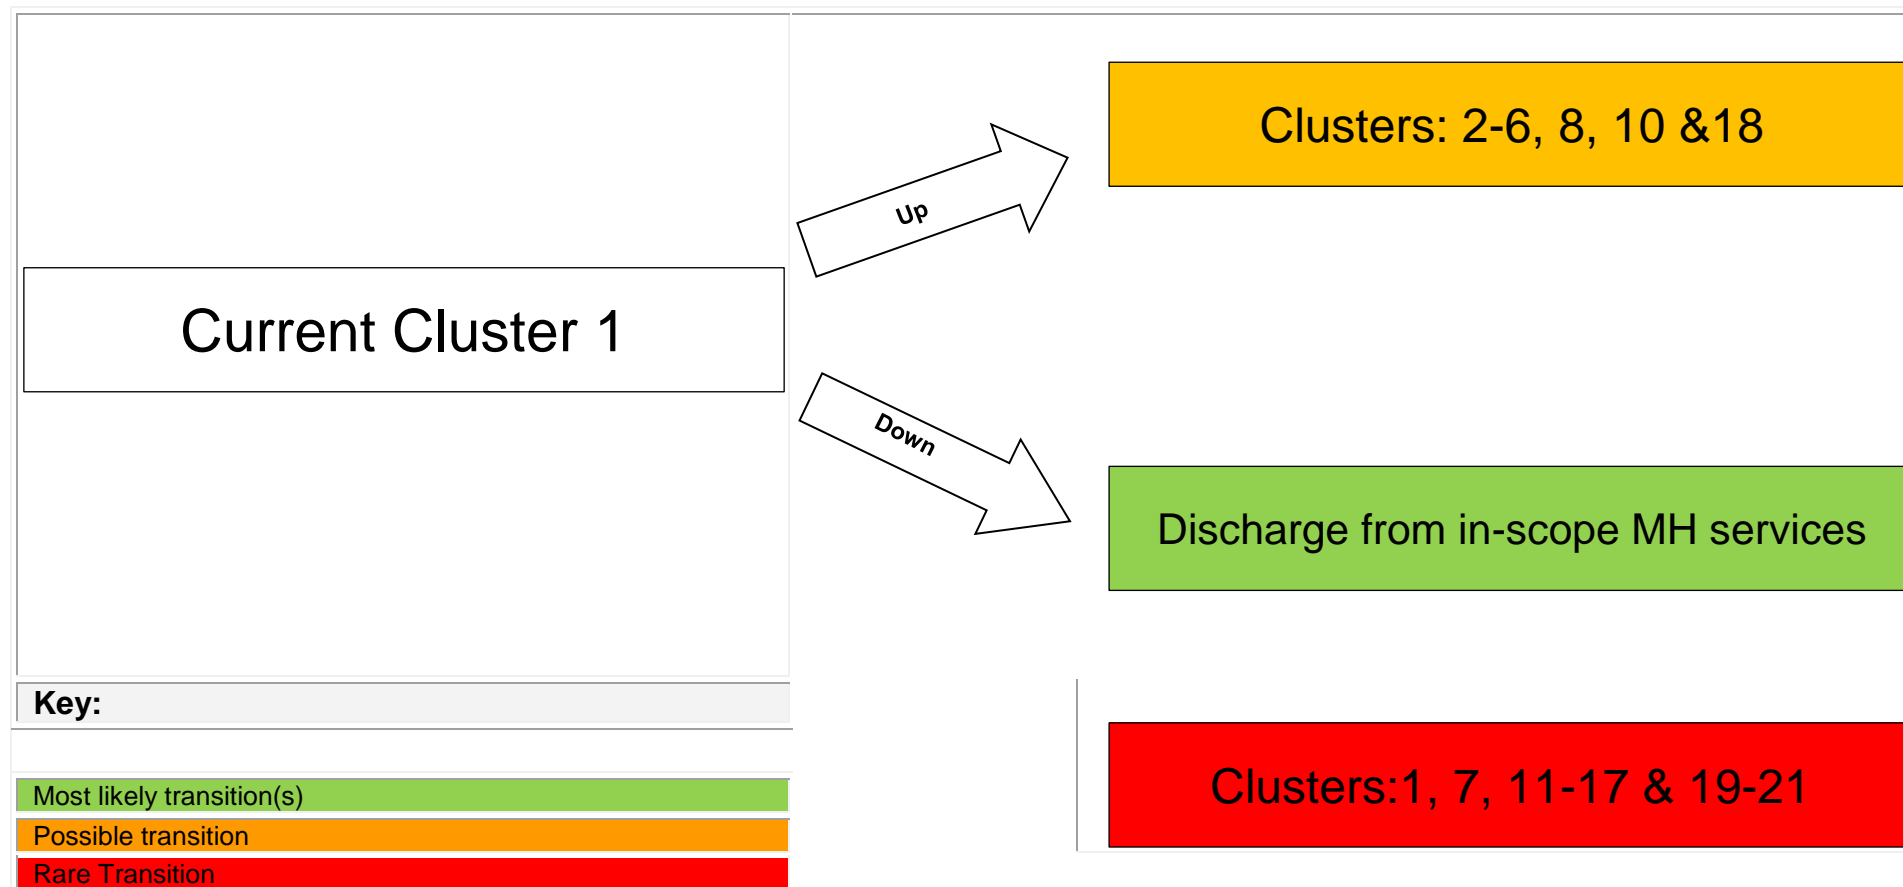 Clusters: 2-6, 8, 10 &18
Up
Current Cluster 1
Down
Discharge from in-scope MH services
Key:
Clusters:1, 7, 11-17 & 19-21
Most likely transition(s)
Possible transition
Rare Transition